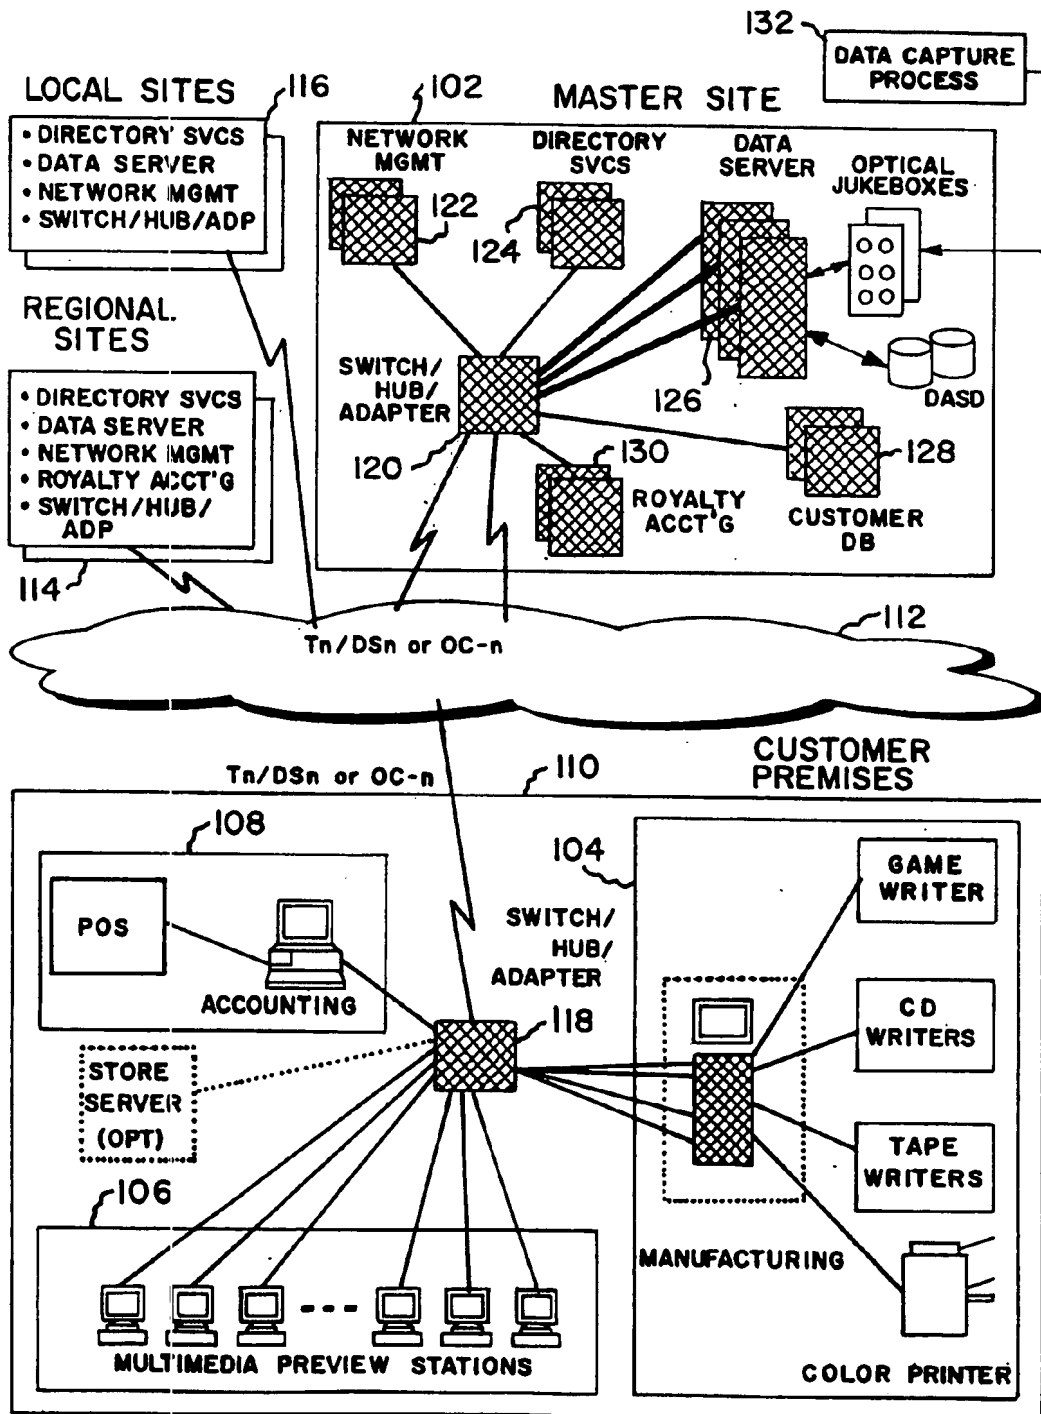 132
DATA CAPTURE
PROCESS
LOCAL SITES
116
• DIRECTORY SVCS
• DATA SERVER
• NETWORK MGMT
• SWITCH/HUB/ADP
102
MASTER SITE
NETWORK
MGMT
122
DIRECTORY
SVCS
124
DATA
SERVER
126
OPTICAL
JUKEBOXES
DASD
REGIONAL
SITES
• DIRECTORY SVCS
• DATA SERVER
• NETWORK MGMT
• ROYALTY ACCT'G
• SWITCH/HUB/
ADP
114
SWITCH/
HUB/
ADAPTER
120
130
ROYALTY
ACCT'G
128
CUSTOMER
DB
112
Tn/DSn or OC-n
Tn/DSn or OC-n
110
CUSTOMER
PREMISES
108
POS
ACCOUNTING
STORE
SERVER
(OPT)
SWITCH/
HUB/
ADAPTER
118
104
GAME
WRITER
CD
WRITERS
TAPE
WRITERS
MANUFACTURING
COLOR PRINTER
106
MULTIMEDIA PREVIEW STATIONS